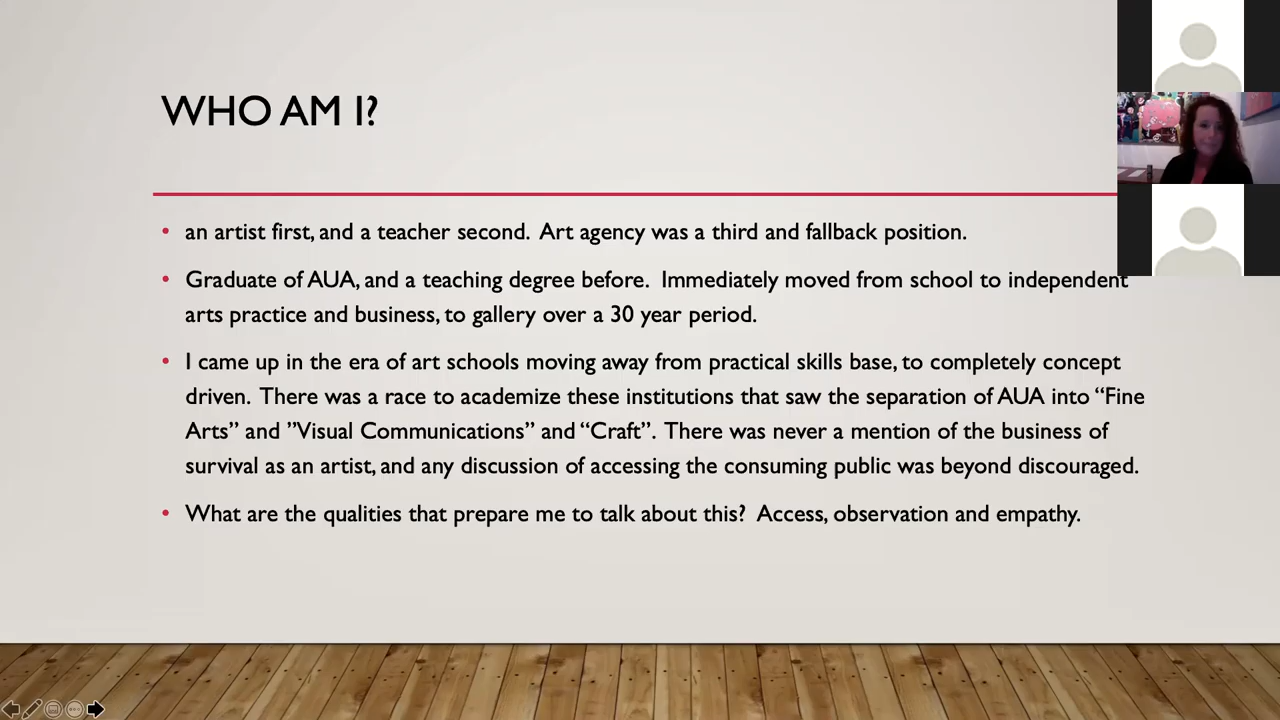 WHO AM I?
• an artist first, and a teacher second.  Art agency was a third and fallback position.
• Graduate of AUA, and a teaching degree before.  Immediately moved from school to independent
arts practice and business, to gallery over a 30 year period.
• I came up in the era of art schools moving away from practical skills base, to completely concept
driven.  There was a race to academize these institutions that saw the separation of AUA into “Fine
Arts” and ”Visual Communications” and “Craft”.  There was never a mention of the business of
survival as an artist, and any discussion of accessing the consuming public was beyond discouraged.
• What are the qualities that prepare me to talk about this?  Access, observation and empathy.